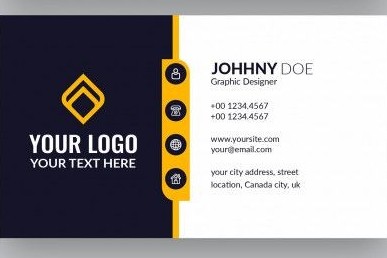 YOUR LOGO
YOUR TEXT HERE
JOHHNY DOE
Graphic Designer
+00 1234.4567
+00 1234.4567
www.yoursite.com
your@email.com
your city address, street
location, Canada city, uk